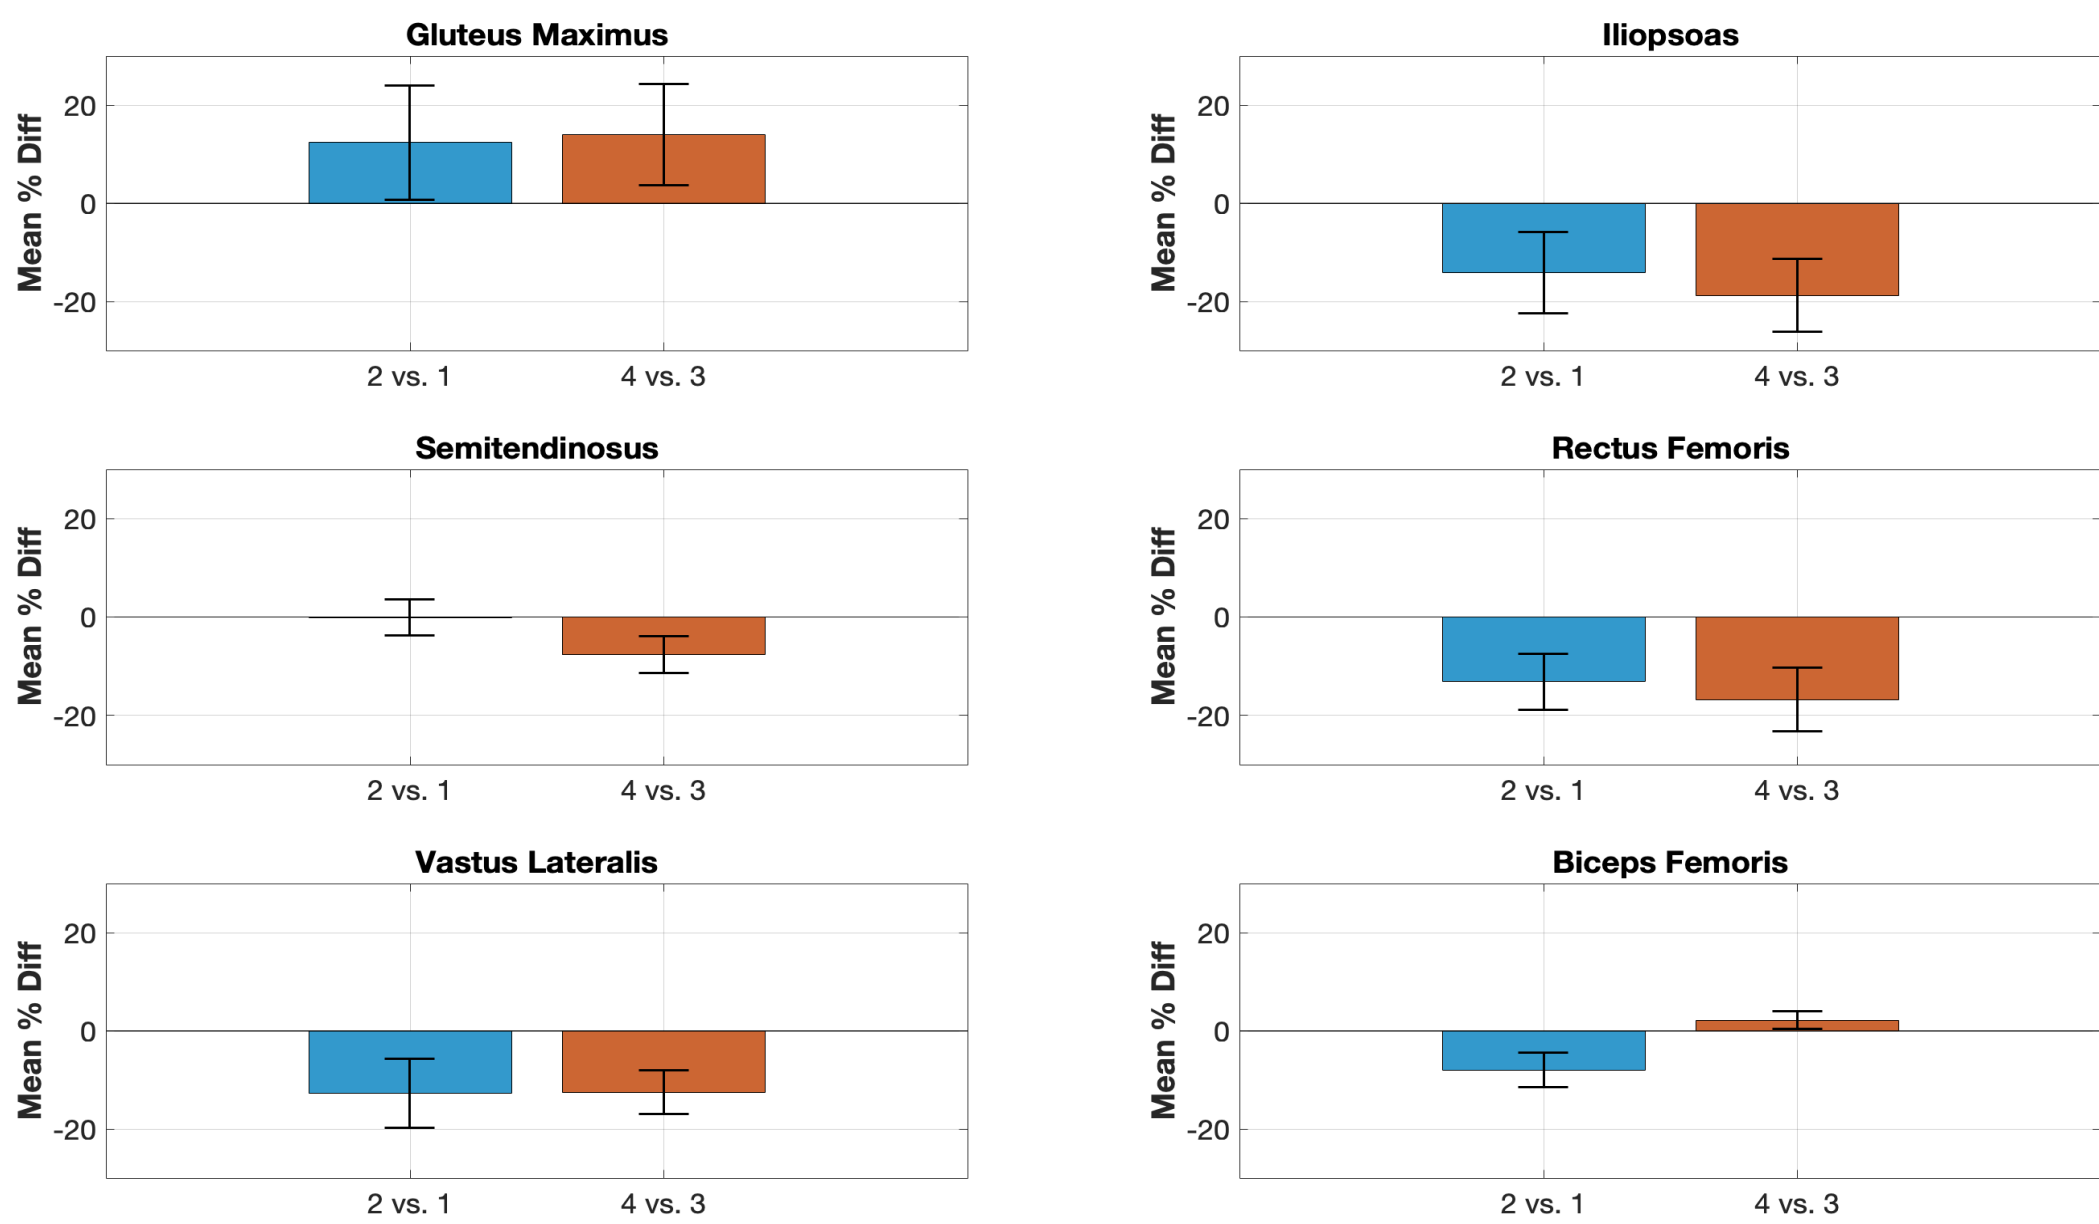 Gluteus Maximus
Mean % Diff
20
0
-20
2 vs. 1
4 vs. 3
Iliopsoas
Mean % Diff
20
0
-20
2 vs. 1
4 vs. 3
Semitendinosus
Mean % Diff
20
0
-20
2 vs. 1
4 vs. 3
Rectus Femoris
Mean % Diff
20
0
-20
2 vs. 1
4 vs. 3
Vastus Lateralis
Mean % Diff
20
0
-20
2 vs. 1
4 vs. 3
Biceps Femoris
Mean % Diff
20
0
-20
2 vs. 1
4 vs. 3